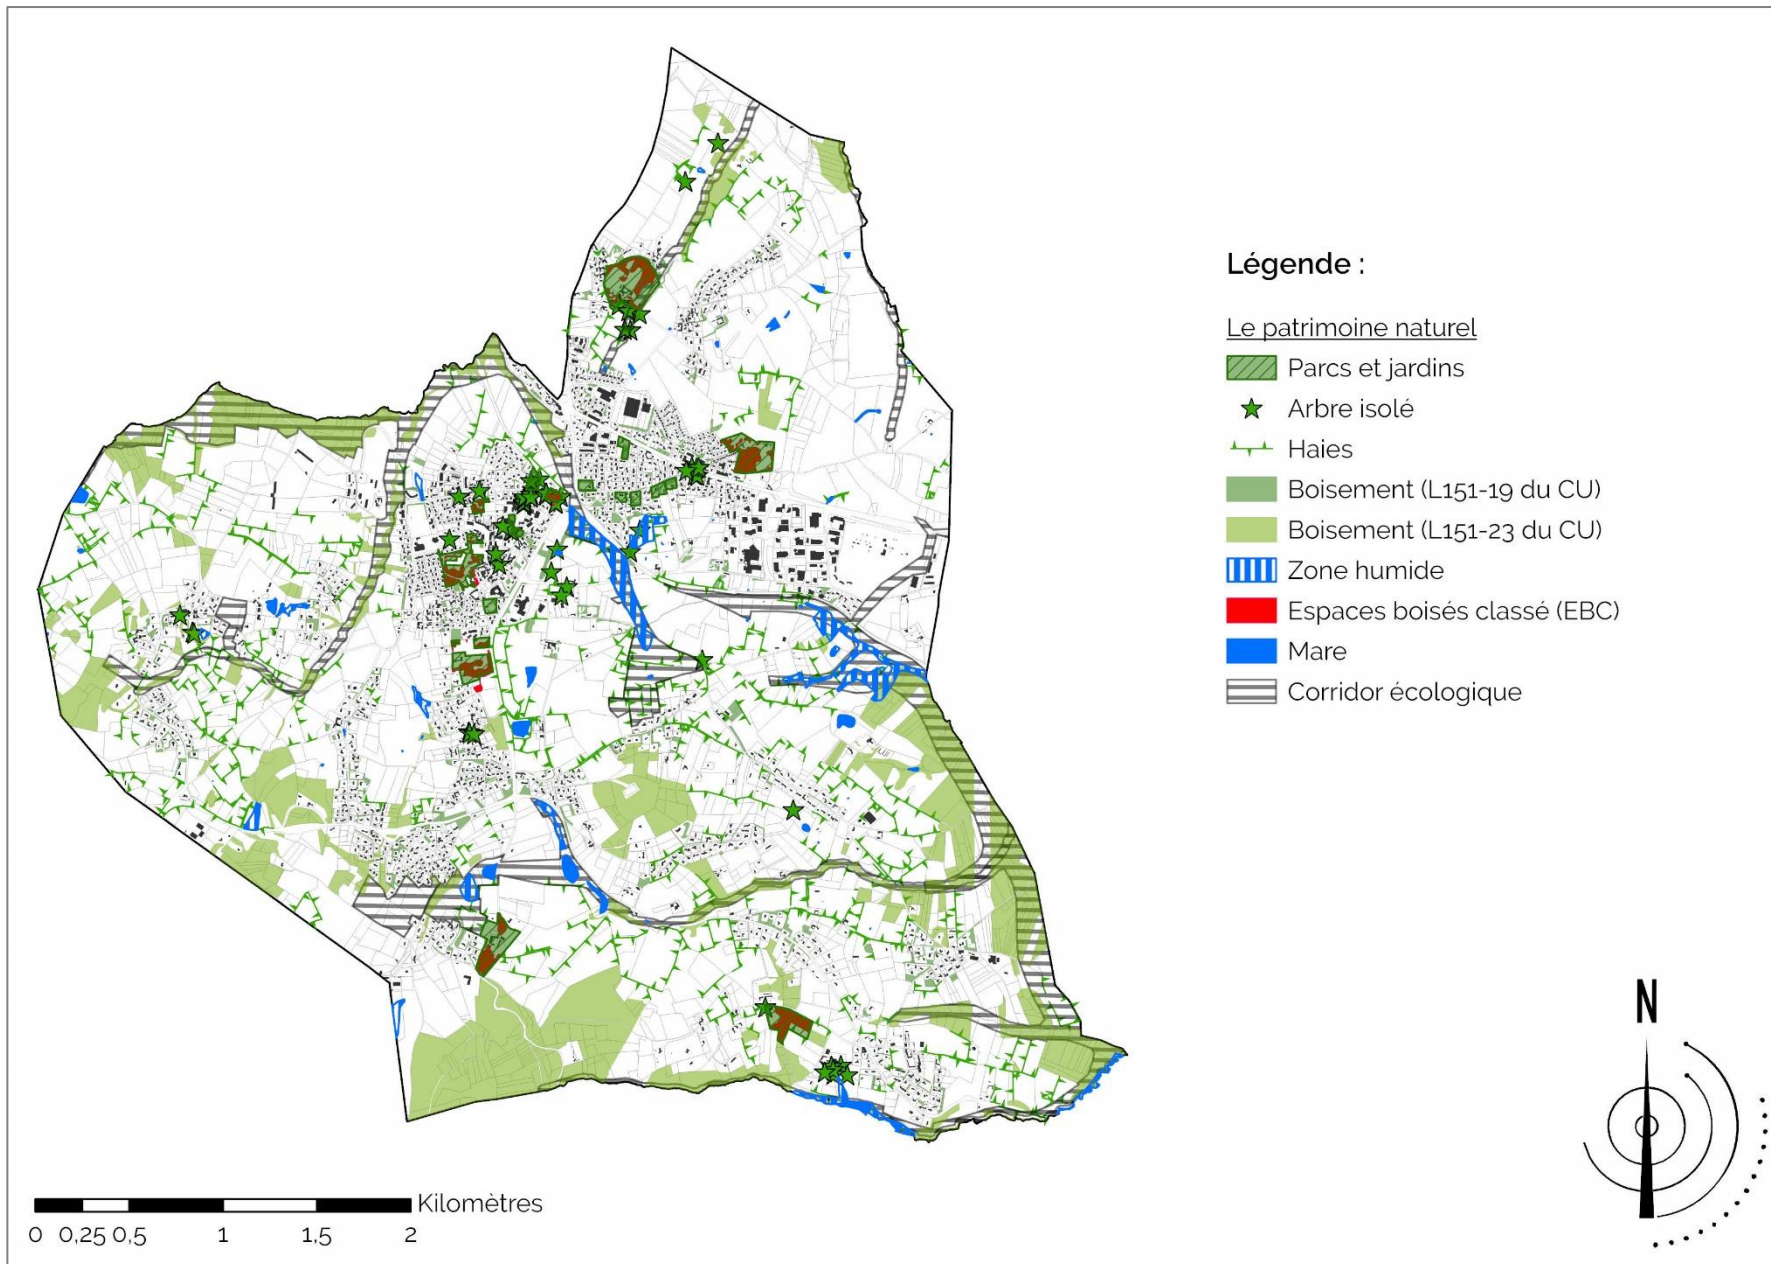 Légende :
Le patrimoine naturel
Parcs et jardins
Arbre isolé
Haies
Boisement (L151-19 du CU)
Boisement (L151-23 du CU)
Zone humide
Espaces boisés classé (EBC)
Mare
Corridor écologique
N
Kilomètres
0 0,25 0,5 1 1,5 2